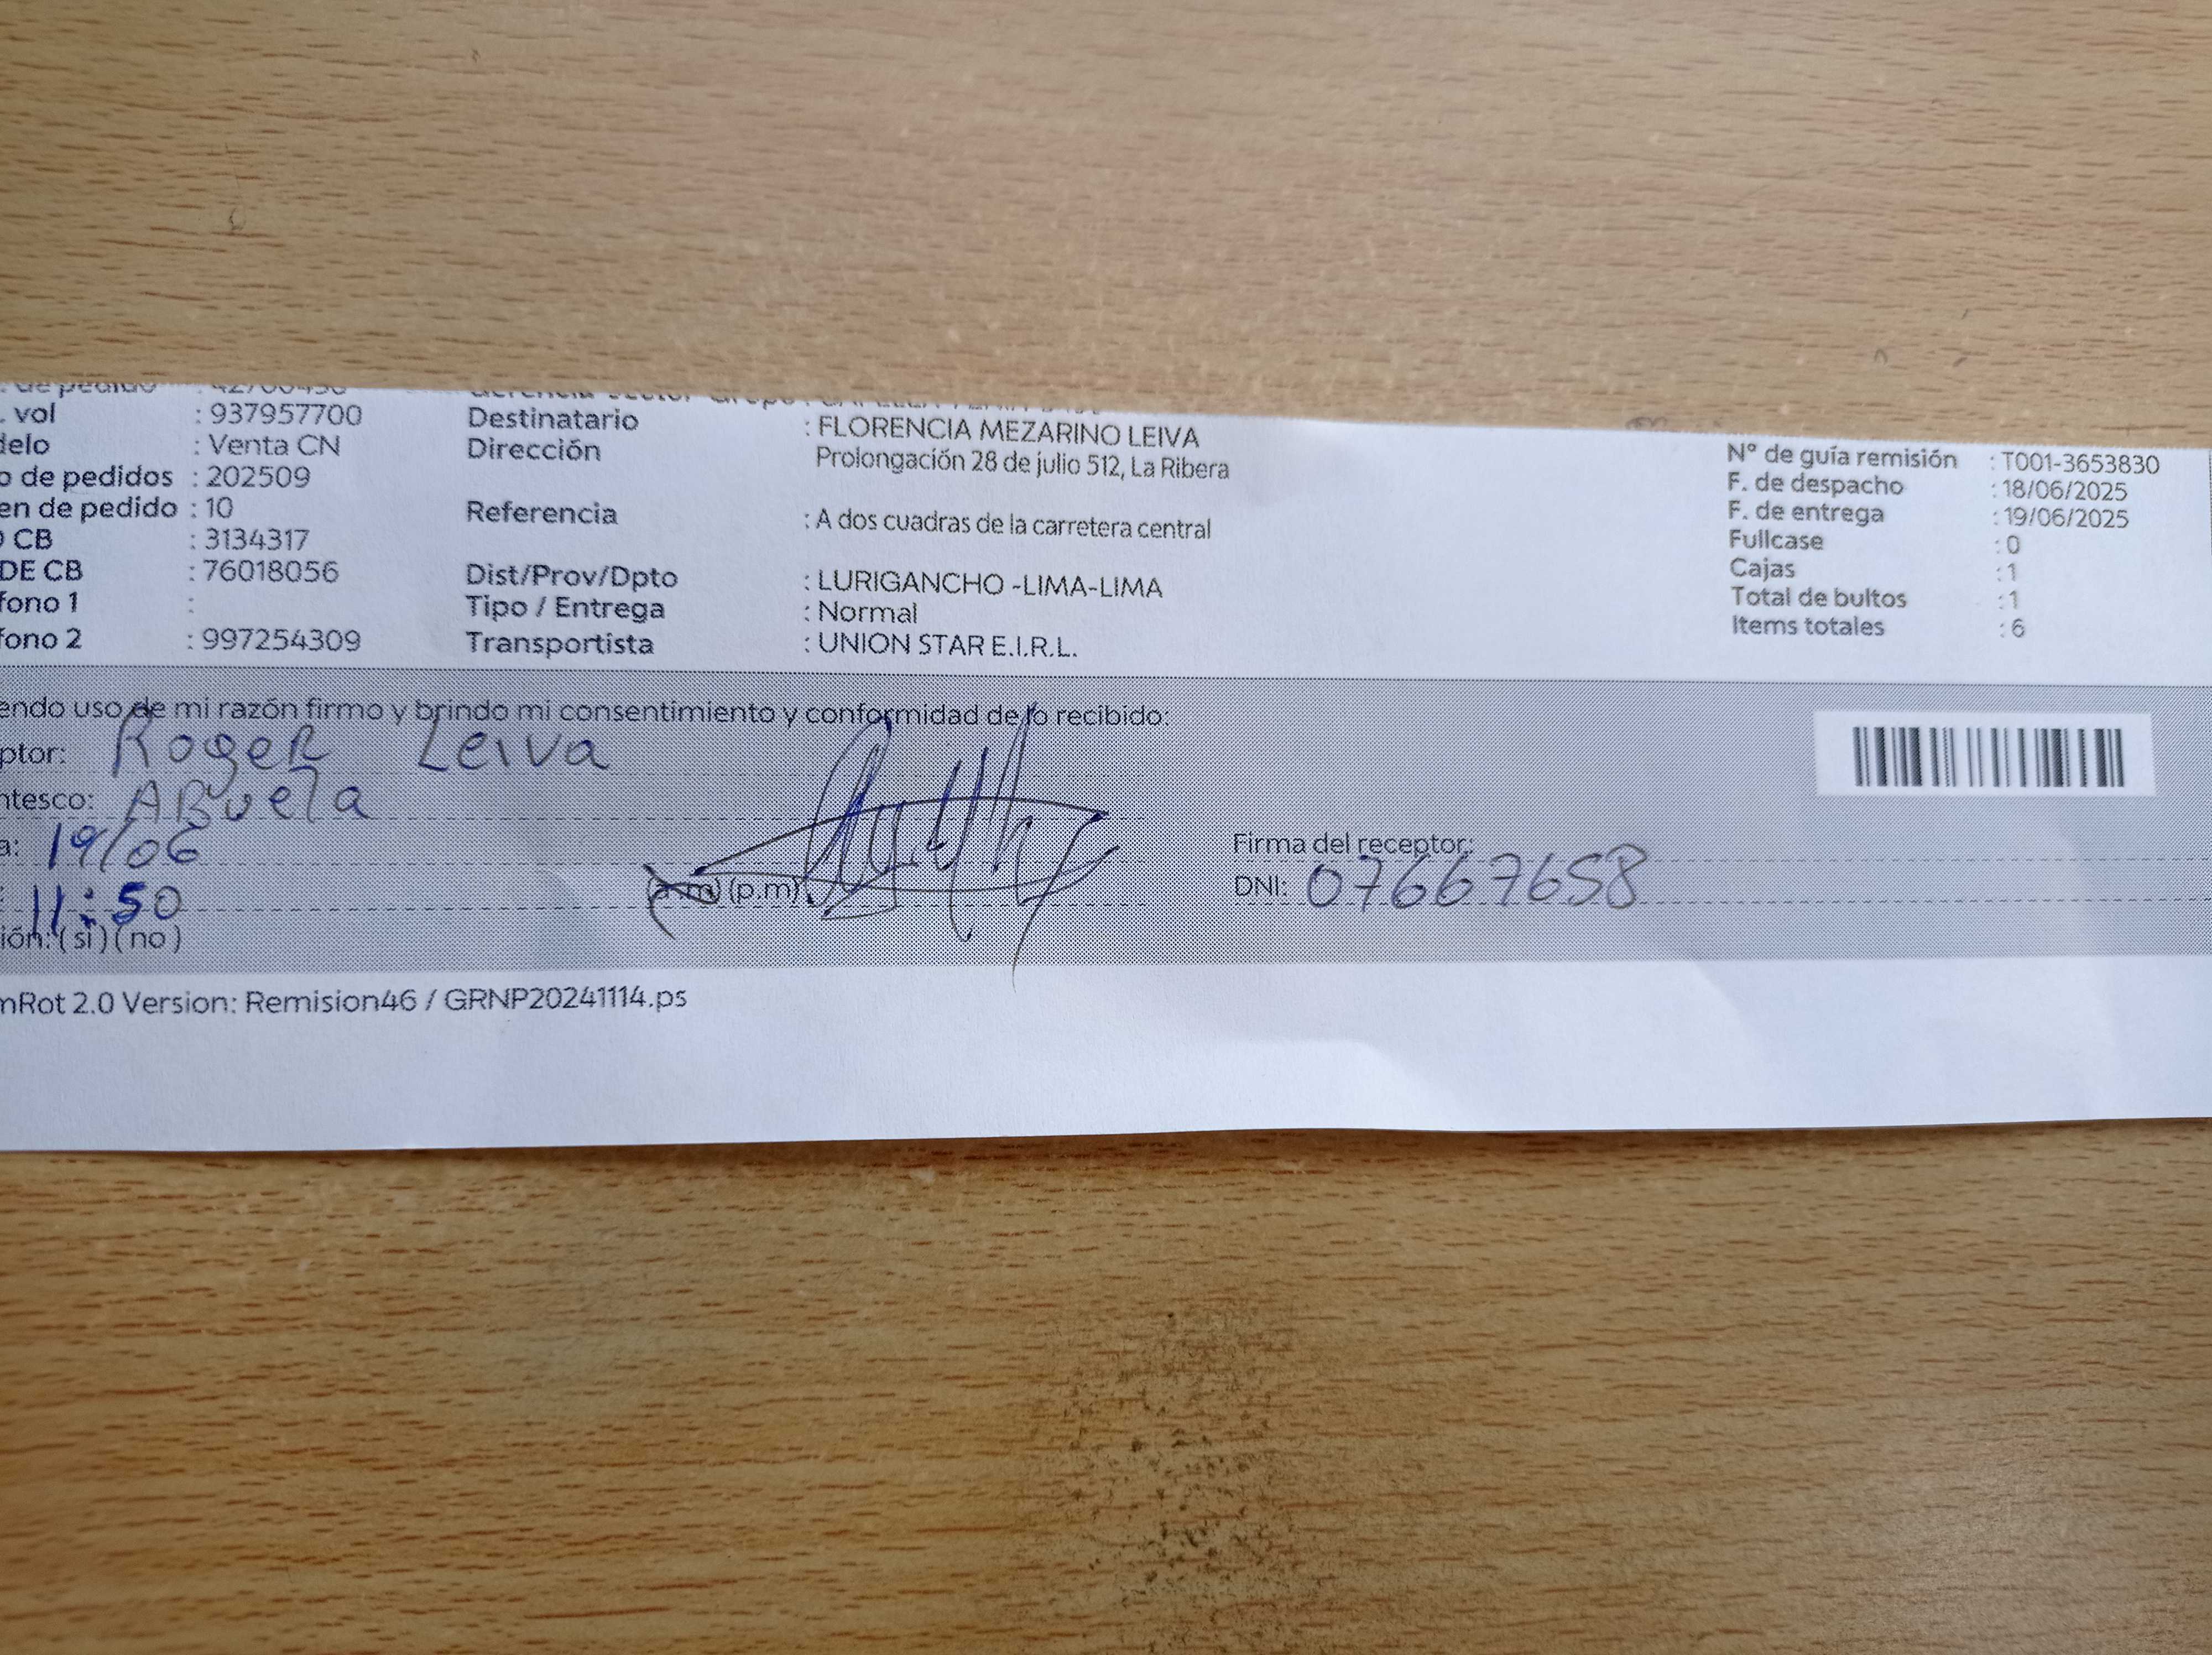 . vol : 937957700
delo : Venta CN
o de pedidos : 202509
en de pedido : 10
O CB : 3134317
DE CB : 76018056
fono 1 :
fono 2 : 997254309
Destinatario : FLORENCIA MEZARINO LEIVA
Dirección Prolongación 28 de julio 512, La Ribera
Referencia : A dos cuadras de la carretera central
Dist/Prov/Dpto : LURIGANCHO -LIMA-LIMA
Tipo / Entrega : Normal
Transportista : UNION STAR E.I.R.L.
N° de guía remisión : T001-3653830
F. de despacho : 18/06/2025
F. de entrega : 19/06/2025
Fullcase : 0
Cajas : 1
Total de bultos : 1
Items totales : 6
endo uso de mi razón firmo y brindo mi consentimiento y conformidad de lo recibido:
ptor: Roger Leiva
ntesco: ABuela
a: 19/06
: 11:50 (a.m) (p.m)
ión: (si) (no)
Firma del receptor:
DNI: 07667658
mRot 2.0 Version: Remision46 / GRNP20241114.ps